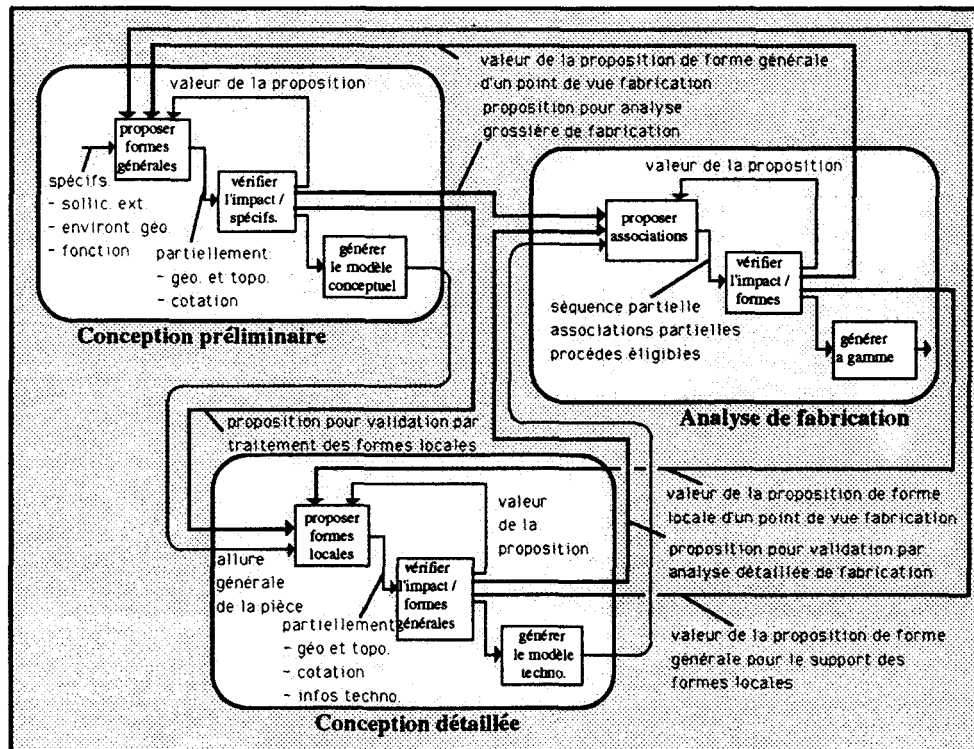 valeur de la proposition
valeur de la proposition de forme générale
d'un point de vue fabrication
proposition pour analyse
grossière de fabrication
proposer
formes
générales
spécifs.
- sollic. ext.
- environt. géo.
- fonction
vérifier
l'impact /
spécifs.
partiellement:
- géo. et topo.
- cotation
générer
le modèle
conceptuel
Conception préliminaire
valeur de la proposition
proposer
associations
vérifier
l'impact /
formes
séquence partielle
associations partielles
procédes éligibles
générer
a gamme
Analyse de fabrication
proposition pour validation par
traitement des formes locales
proposer
formes
locales
valeur
de la
proposition
allure
générale
de la pièce
vérifier
l'impact /
formes
générales
partiellement:
- géo et topo.
- cotation
- infos techno.
générer
le modèle
techno.
Conception détaillée
valeur de la proposition de forme
locale d'un point de vue fabrication
proposition pour validation par
analyse détaillée de fabrication
valeur de la proposition de forme
générale pour le support des
formes locales